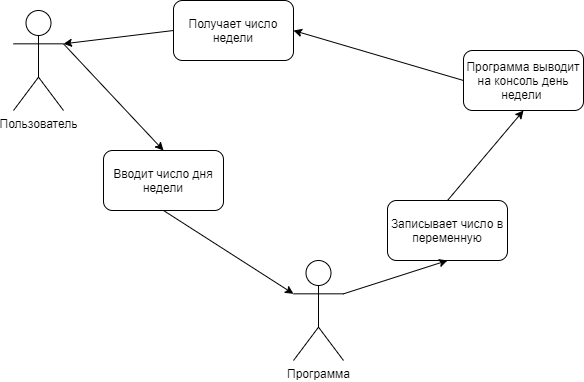 Получает число
недели
Программа выводит
на консоль день
недели
Пользователь
Вводит число дня
недели
Записывает число в
переменную
Программа